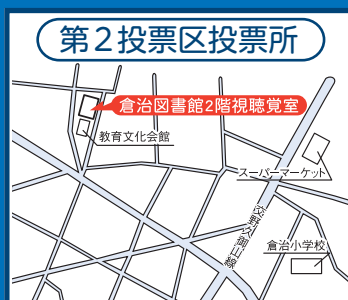 第2投票区投票所
倉治図書館2階視聴覚室
教育文化会館
スーパーマーケット
交野久御山線
倉治小学校